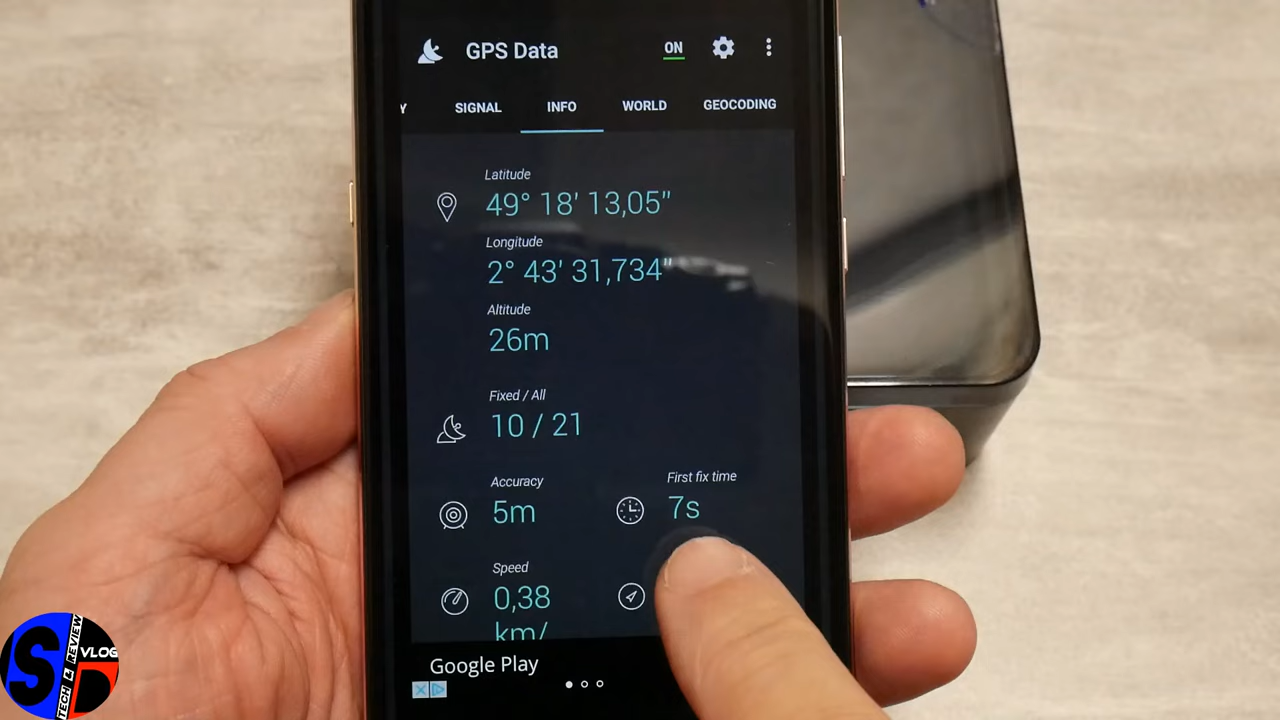 GPS Data ON
Y SIGNAL INFO WORLD GEOCODING
Latitude
49° 18' 13,05"
Longitude
2° 43' 31,734"
Altitude
26m
Fixed / All
10 / 21
Accuracy
5m
First fix time
7s
Speed
0,38
km/
Google Play
SD
VLOG
TECH & REVIEW